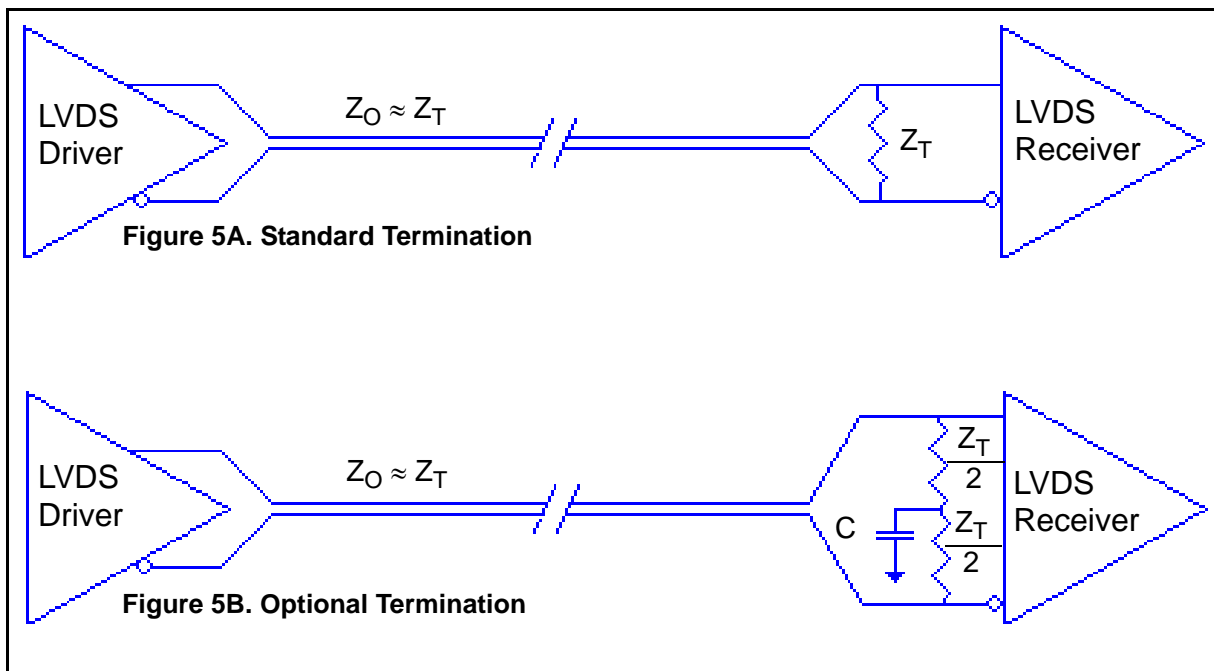 LVDS
Driver
Z_O ≈ Z_T
Z_T
LVDS
Receiver
Figure 5A. Standard Termination
LVDS
Driver
Z_O ≈ Z_T
C
Z_T
2
Z_T
2
LVDS
Receiver
Figure 5B. Optional Termination